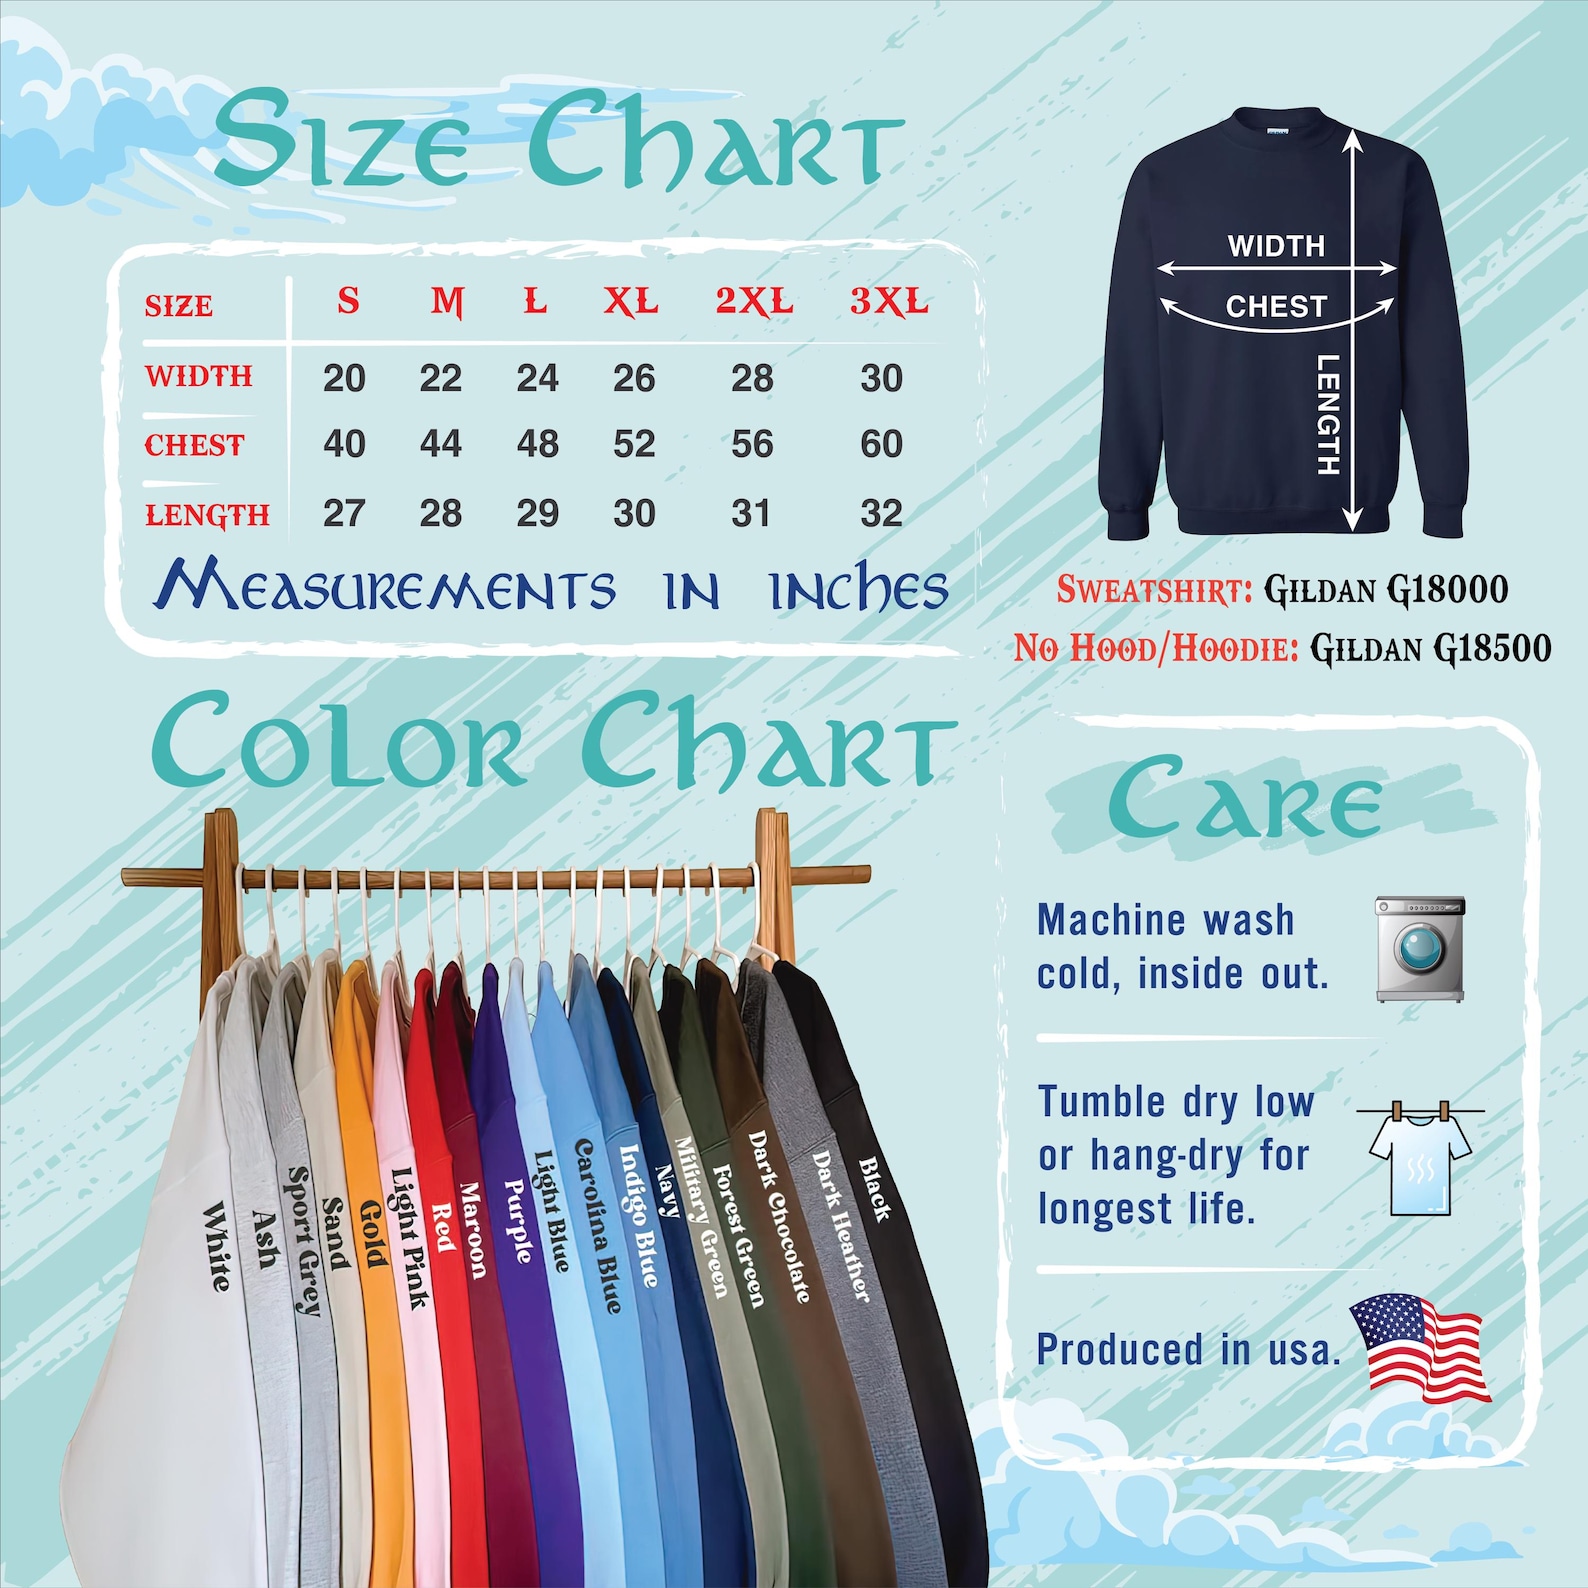 Size Chart
SIZE S M L XL 2XL 3XL
WIDTH 20 22 24 26 28 30
CHEST 40 44 48 52 56 60
LENGTH 27 28 29 30 31 32
Measurements in inches
WIDTH
CHEST
LENGTH
Sweatshirt: Gildan G18000
No Hood/Hoodie: Gildan G18500
Color Chart
White
Ash
Sport Grey
Sand
Gold
Light Pink
Red
Maroon
Purple
Light Blue
Carolina Blue
Indigo Blue
Navy
Military Green
Forest Green
Dark Chocolate
Dark Heather
Black
Care
Machine wash
cold, inside out.
Tumble dry low
or hang-dry for
longest life.
Produced in usa.